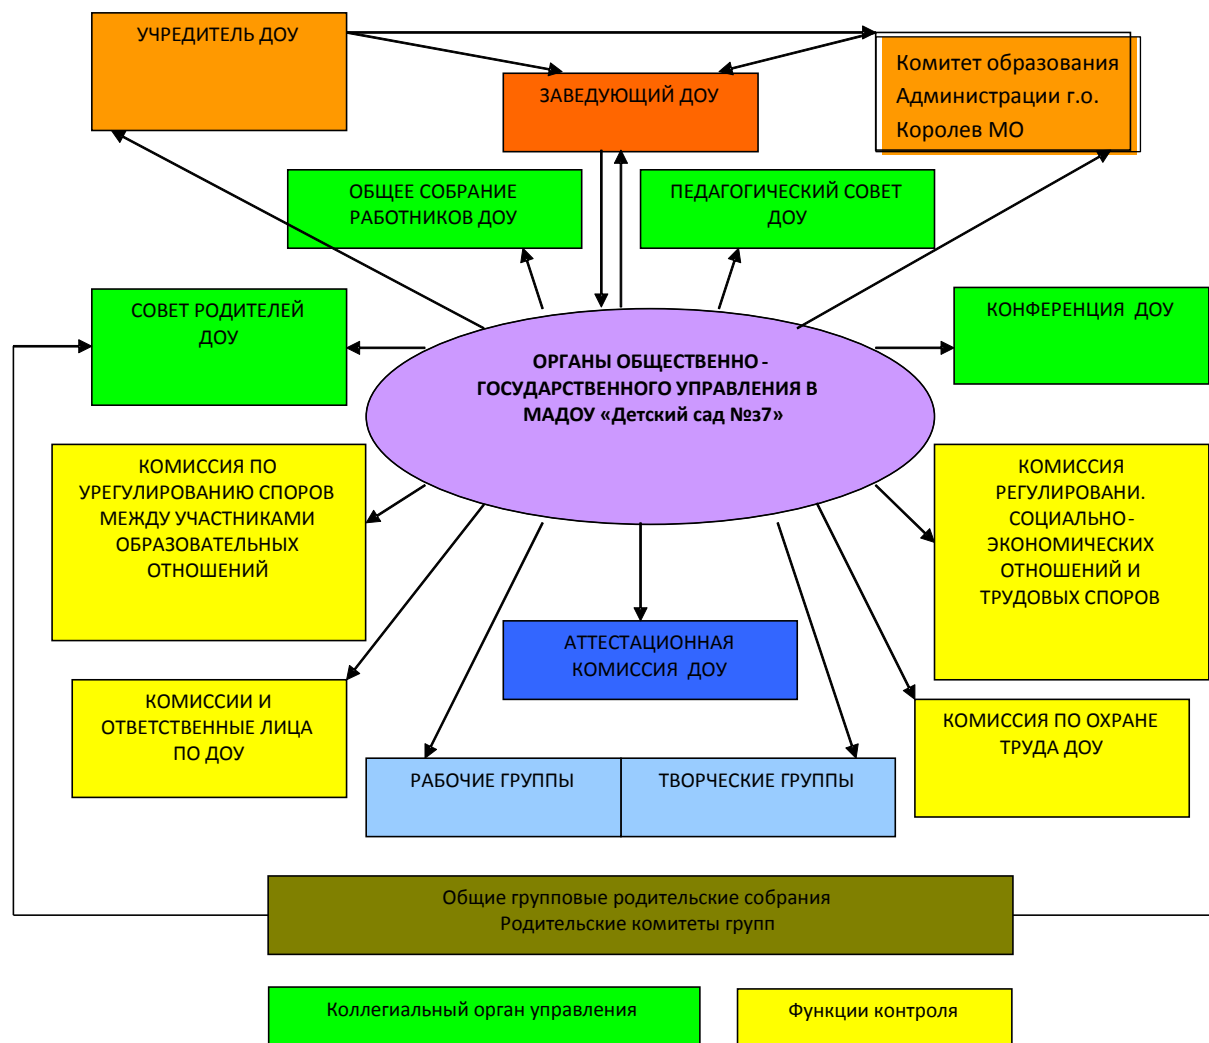 УЧРЕДИТЕЛЬ ДОУ
Комитет образования
Администрации г.о.
Королев МО
ЗАВЕДУЮЩИЙ ДОУ
ОБЩЕЕ СОБРАНИЕ
РАБОТНИКОВ ДОУ
ПЕДАГОГИЧЕСКИЙ СОВЕТ
ДОУ
СОВЕТ РОДИТЕЛЕЙ
ДОУ
КОНФЕРЕНЦИЯ ДОУ
ОРГАНЫ ОБЩЕСТВЕННО -
ГОСУДАРСТВЕННОГО УПРАВЛЕНИЯ В
МАДОУ «Детский сад №з7»
КОМИССИЯ ПО
УРЕГУЛИРОВАНИЮ СПОРОВ
МЕЖДУ УЧАСТНИКАМИ
ОБРАЗОВАТЕЛЬНЫХ
ОТНОШЕНИЙ
КОМИССИЯ
РЕГУЛИРОВАНИ.
СОЦИАЛЬНО-
ЭКОНОМИЧЕСКИХ
ОТНОШЕНИЙ И
ТРУДОВЫХ СПОРОВ
АТТЕСТАЦИОННАЯ
КОМИССИЯ ДОУ
КОМИССИИ И
ОТВЕТСТВЕННЫЕ ЛИЦА
ПО ДОУ
КОМИССИЯ ПО ОХРАНЕ
ТРУДА ДОУ
РАБОЧИЕ ГРУППЫ
ТВОРЧЕСКИЕ ГРУППЫ
Общие групповые родительские собрания
Родительские комитеты групп
Коллегиальный орган управления
Функции контроля